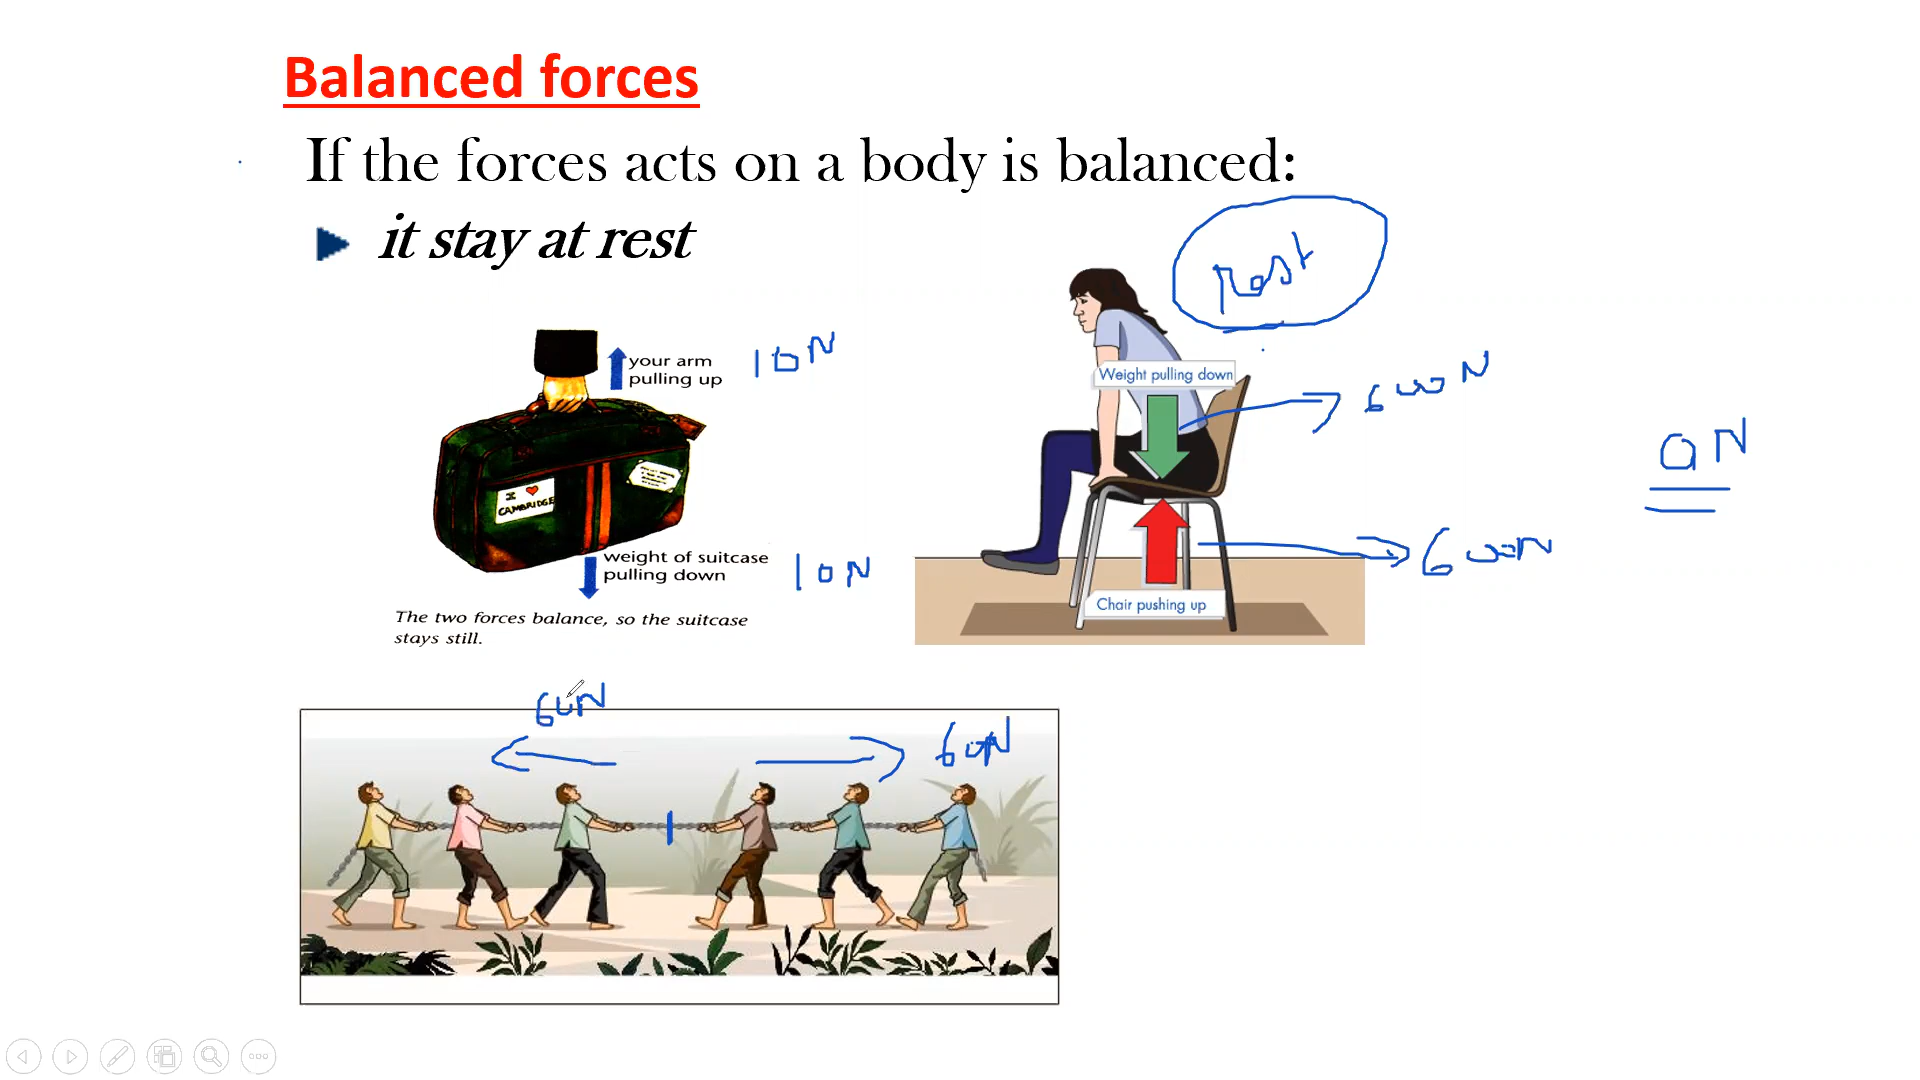 Balanced forces
If the forces acts on a body is balanced:
it stay at rest
Rest
your arm
pulling up
10N
I ❤
CAMBRIDGE
weight of suitcase
pulling down
10N
The two forces balance, so the suitcase
stays still.
Weight pulling down
600N
Chair pushing up
600N
0N
60N
60N